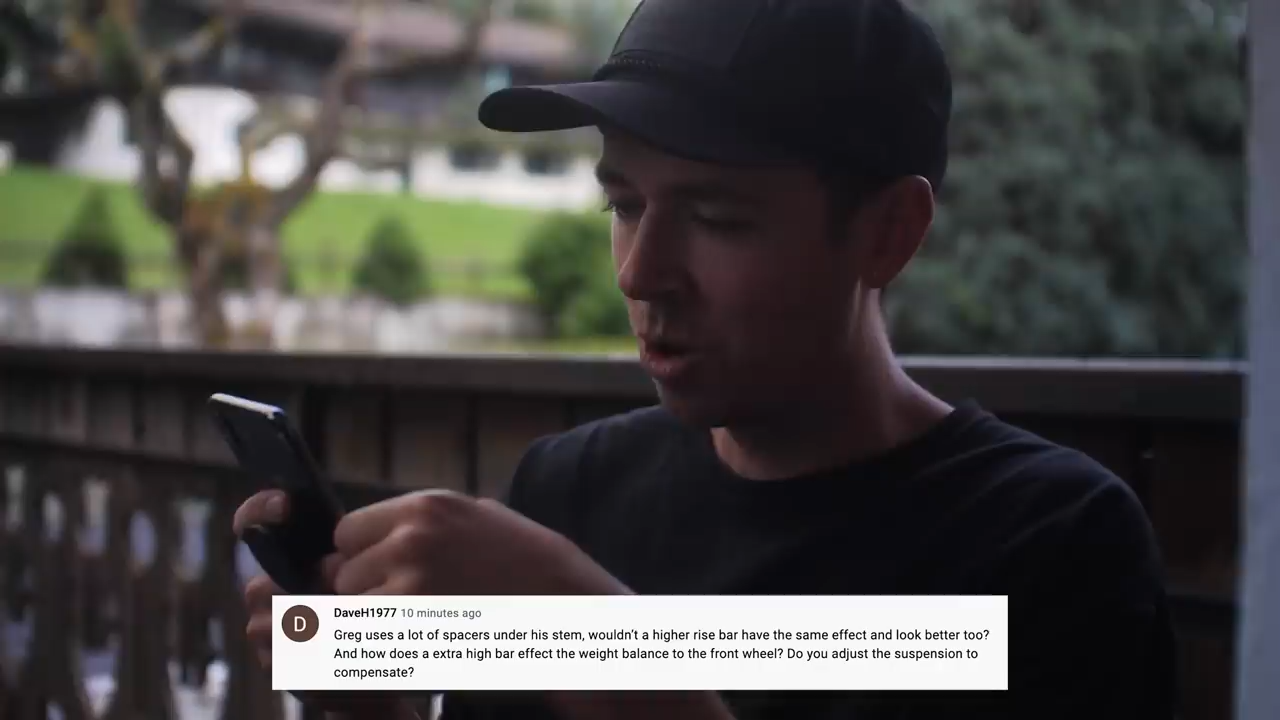 D
DaveH1977 10 minutes ago
Greg uses a lot of spacers under his stem, wouldn't a higher rise bar have the same effect and look better too?
And how does a extra high bar effect the weight balance to the front wheel? Do you adjust the suspension to
compensate?